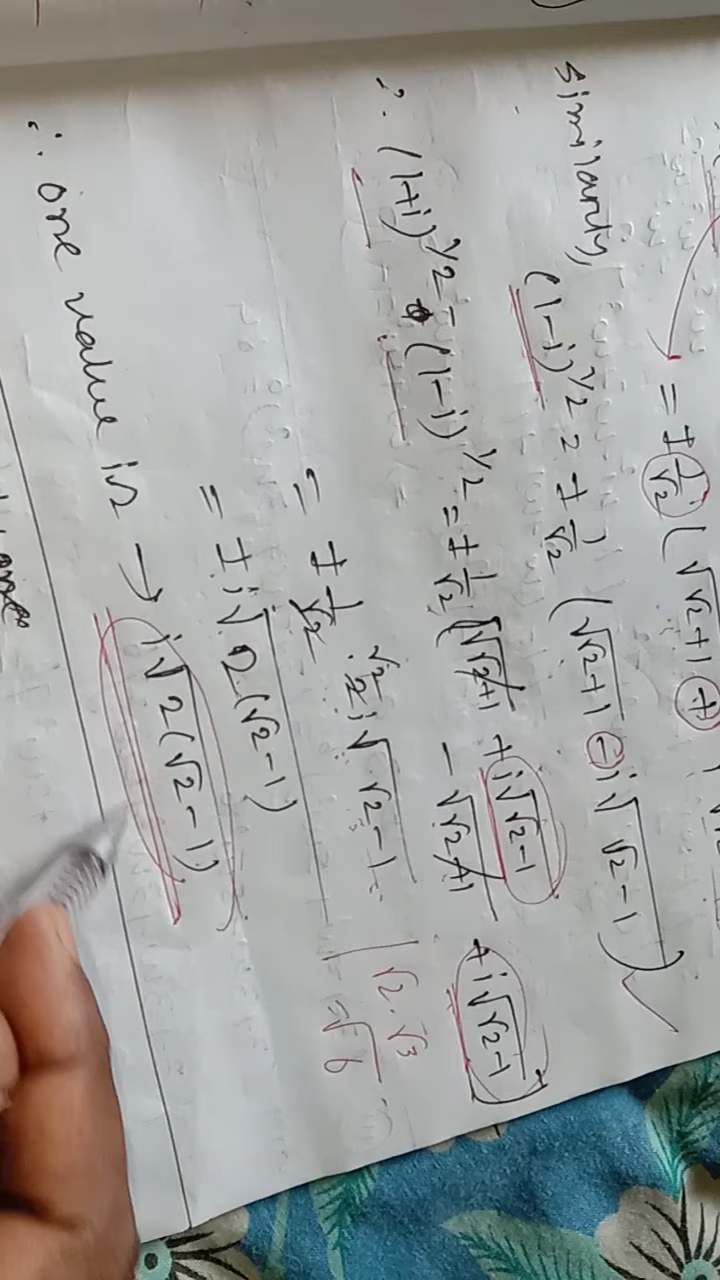 = ± 1/√2 (√(√2+1) +
similarly, (1-i)^1/2 = ± 1/√2 (√(√2+1) - i√(√2-1))
∴ (1+i)^1/2 - (1-i)^1/2 = ± 1/√2 (√(√2+1) + i√(√2-1) - √(√2+1) + i√(√2-1)
= ± 1/√2 √2 2 i√(√2-1)
√2·√3
= √6
= ± i√2(√2-1)
∴ one value is → i√2(√2-1)